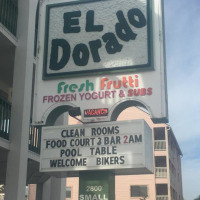 EL
Dorado
Fresh Frutti
FROZEN YOGURT & SUBS
VACANCY
CLEAN ROOMS
FOOD COURT & BAR 2AM
POOL TABLE
WELCOME BIKERS
2800
SMALL